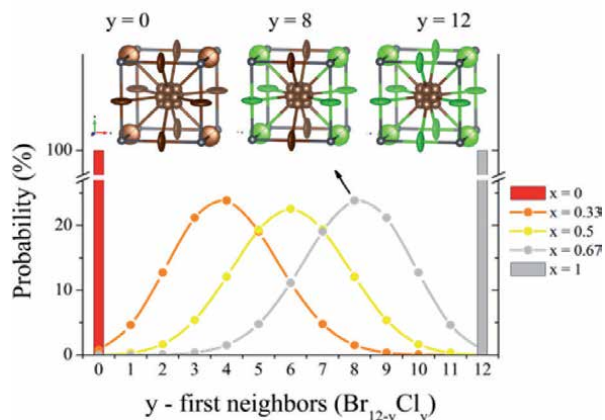 y = 0
y = 8
y = 12
Probability (%)
100
20
10
0
0 1 2 3 4 5 6 7 8 9 10 11 12
y - first neighbors (Br12-yCly)
x = 0
x = 0.33
x = 0.5
x = 0.67
x = 1